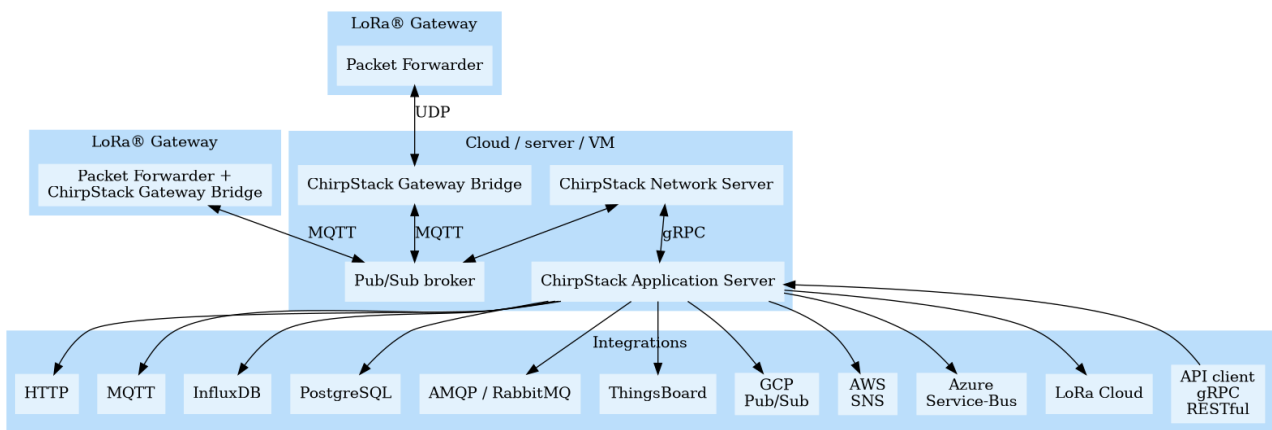 LoRa® Gateway
Packet Forwarder
UDP
LoRa® Gateway
Packet Forwarder +
ChirpStack Gateway Bridge
Cloud / server / VM
ChirpStack Gateway Bridge
ChirpStack Network Server
MQTT
MQTT
gRPC
Pub/Sub broker
ChirpStack Application Server
Integrations
HTTP
MQTT
InfluxDB
PostgreSQL
AMQP / RabbitMQ
ThingsBoard
GCP
Pub/Sub
AWS
SNS
Azure
Service-Bus
LoRa Cloud
API client
gRPC
RESTful